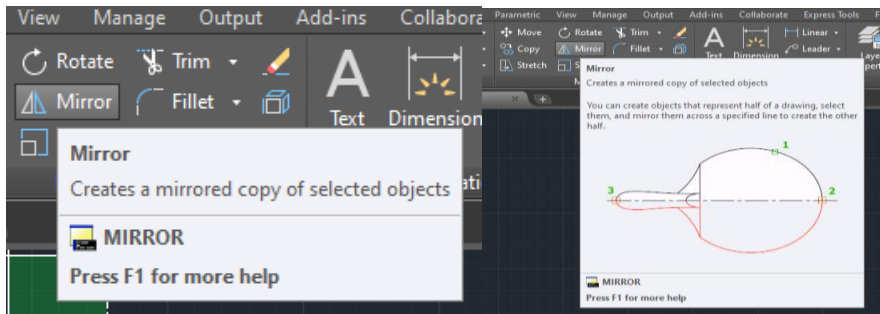 View Manage Output Add-ins Collabora
Rotate Trim
Mirror Fillet
Text Dimension
Mirror
Creates a mirrored copy of selected objects
MIRROR
Press F1 for more help
ati
Parametric View Manage Output Add-ins Collaborate Express Tools F
Move Rotate Trim Linear
Copy Mirror Fillet Leader
Stretch S Text Dimension Laye
pert
M
Mirror
Creates a mirrored copy of selected objects
You can create objects that represent half of a drawing, select
them, and mirror them across a specified line to create the other
half.
1
3 2
MIRROR
Press F1 for more help